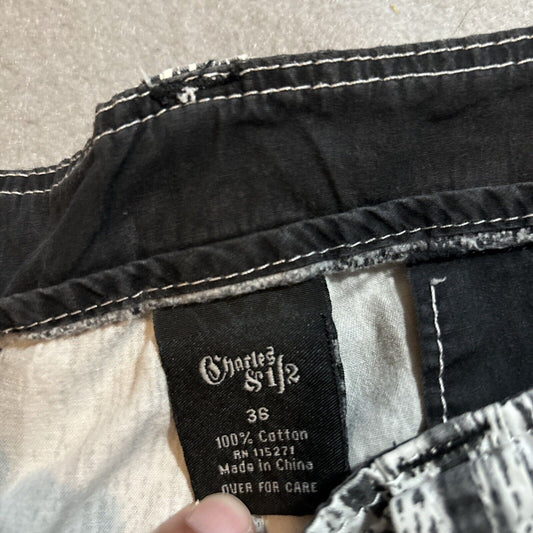 Charles
& 1/2
36
100% Cotton
RN 115271
Made in China
OVER FOR CARE